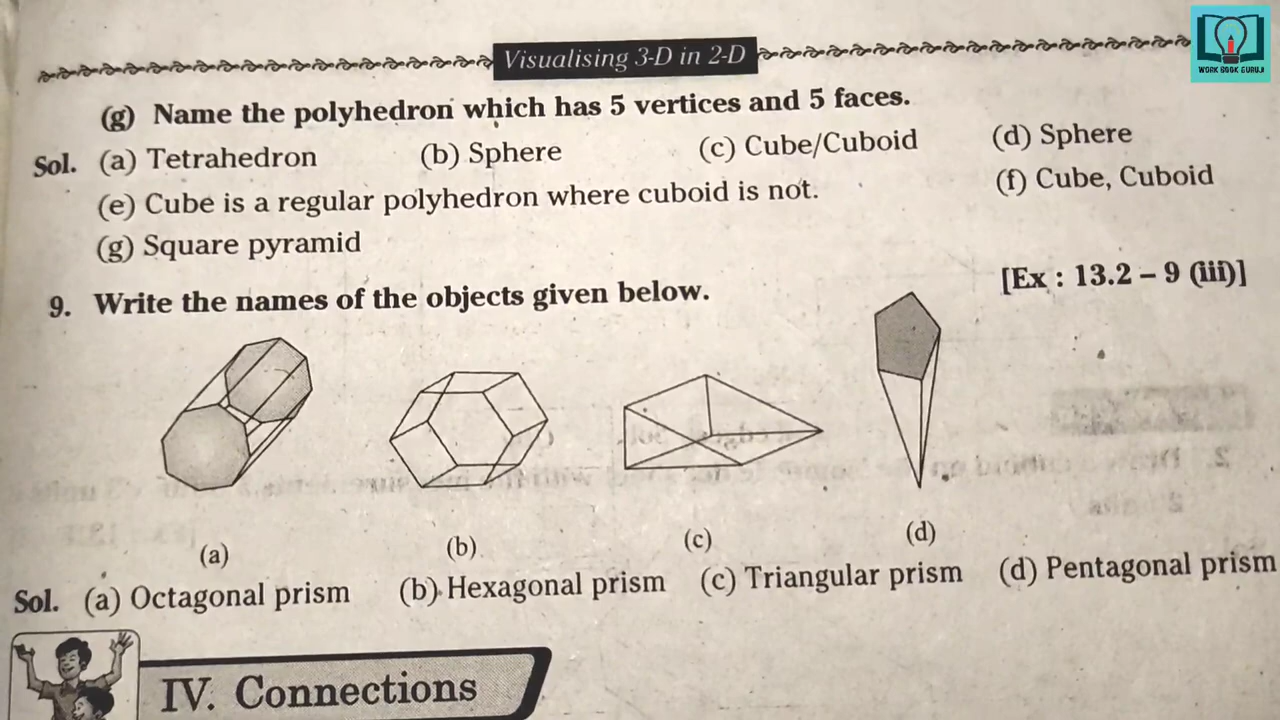 Visualising 3-D in 2-D
WORK BOOK GURUJI
(g) Name the polyhedron which has 5 vertices and 5 faces.
Sol. (a) Tetrahedron (b) Sphere (c) Cube/Cuboid (d) Sphere
(e) Cube is a regular polyhedron where cuboid is not. (f) Cube, Cuboid
(g) Square pyramid
9. Write the names of the objects given below. [Ex : 13.2 – 9 (iii)]
(a) (b) (c) (d)
Sol. (a) Octagonal prism (b) Hexagonal prism (c) Triangular prism (d) Pentagonal prism
IV. Connections